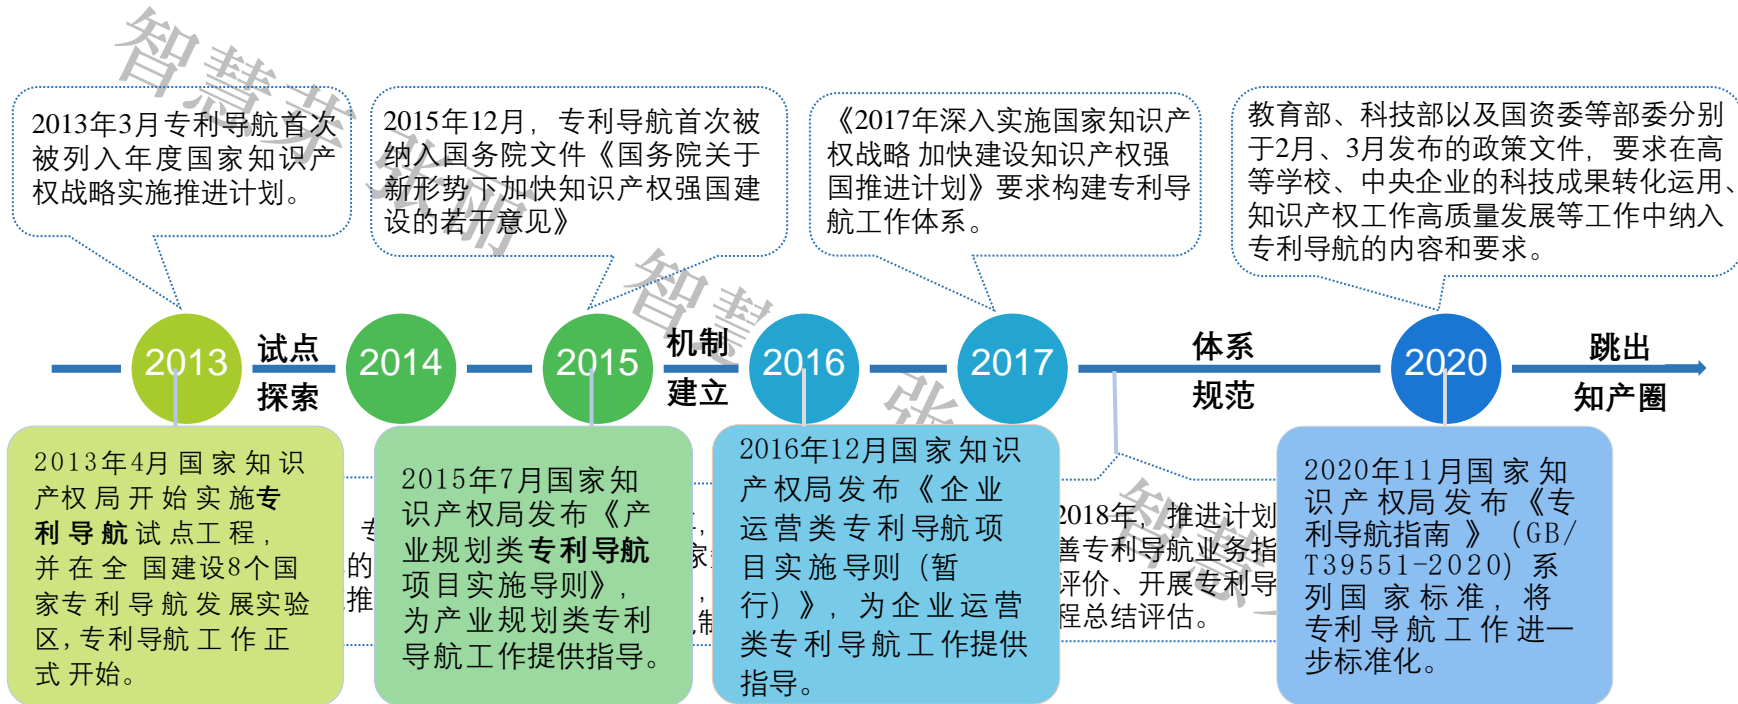 智慧芽 张丽
智慧
张
智慧
2013年3月专利导航首次
被列入年度国家知识产
权战略实施推进计划。
2015年12月，专利导航首次被
纳入国务院文件《国务院关于
新形势下加快知识产权强国建
设的若干意见》
《2017年深入实施国家知识产
权战略 加快建设知识产权强
国推进计划》要求构建专利导
航工作体系。
教育部、科技部以及国资委等部委分别
于2月、3月发布的政策文件，要求在高
等学校、中央企业的科技成果转化运用、
知识产权工作高质量发展等工作中纳入
专利导航的内容和要求。
2013
试点
探索
2014
2015
机制
建立
2016
2017
体系
规范
2020
跳出
知产圈
2013年4月国家知识
产权局开始实施专
利导航试点工程，
并在全 国建设8个国
家专利导航发展实验
区，专利导航工作正
式开始。
的
推
2015年7月国家知
识产权局发布《产
业规划类专利导航
项目实施导则》，
为产业规划类专利
导航工作提供指导。
2016年12月国家知识
产权局发布《企业
运营类专利导航项
目实施导则（暂
行）》，为企业运营
类专利导航工作提供
指导。
2018年，推进计划
善专利导航业务指
评价、开展专利导
程总结评估。
2020年11月国家知
识产权局发布《专
利导航指南 》（GB/
T39551-2020）系
列国家标准，将
专利导航工作进一
步标准化。